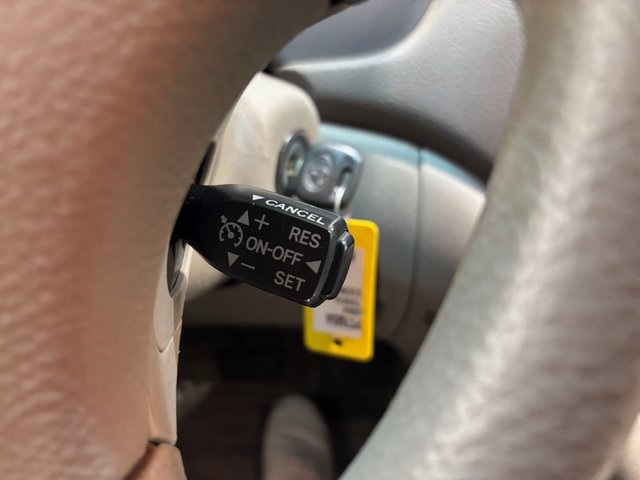 CANCEL
+ RES
ON-OFF
– SET